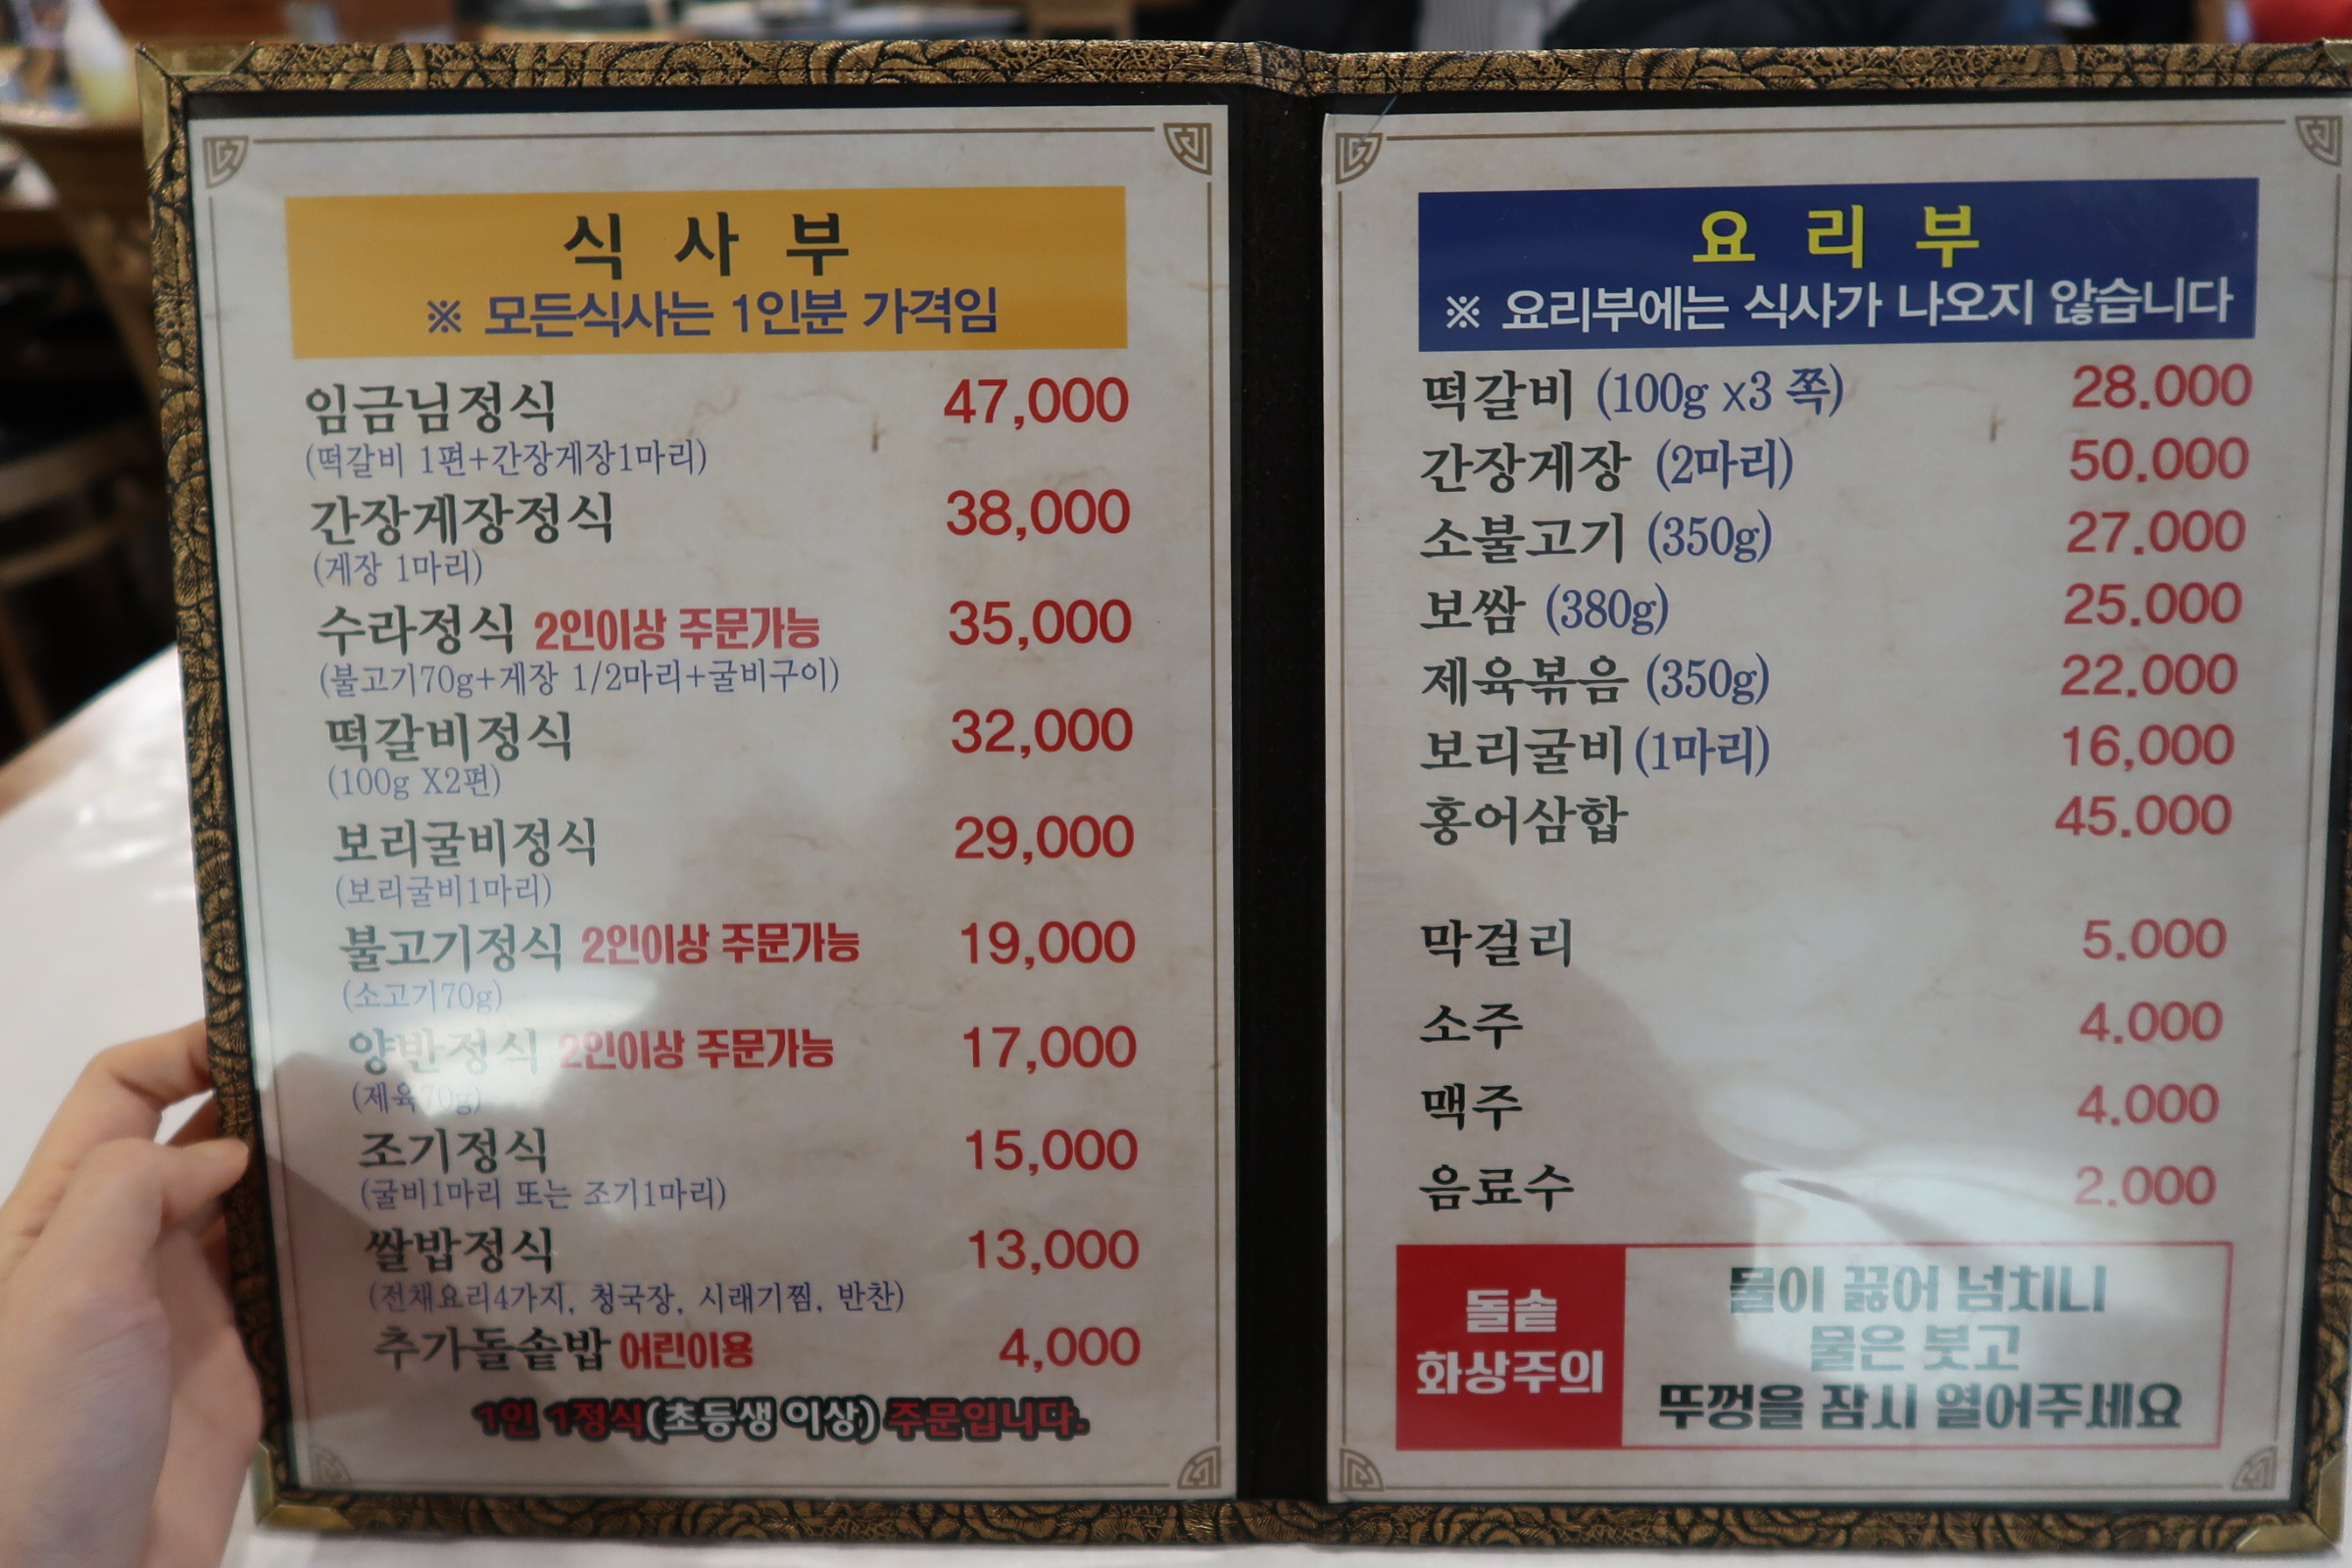 식 사 부
※ 모든식사는 1인분 가격임
임금님정식 47,000
(떡갈비 1편+간장게장1마리)
간장게장정식 38,000
(게장 1마리)
수라정식 2인이상 주문가능 35,000
(불고기70g+게장 1/2마리+굴비구이)
떡갈비정식 32,000
(100g X2편)
보리굴비정식 29,000
(보리굴비1마리)
불고기정식 2인이상 주문가능 19,000
(소고기70g)
양반정식 2인이상 주문가능 17,000
(제육70g)
조기정식 15,000
(굴비1마리 또는 조기1마리)
쌀밥정식 13,000
(전채요리4가지, 청국장, 시래기찜, 반찬)
추가돌솥밥 어린이용 4,000
1인 1정식(초등생 이상) 주문입니다.
요 리 부
※ 요리부에는 식사가 나오지 않습니다
떡갈비 (100g x3 쪽) 28.000
간장게장 (2마리) 50.000
소불고기 (350g) 27.000
보쌈 (380g) 25.000
제육볶음 (350g) 22.000
보리굴비(1마리) 16,000
홍어삼합 45.000
막걸리 5.000
소주 4.000
맥주 4.000
음료수 2.000
돌솥
화상주의
물이 끓어 넘치니
물은 붓고
뚜껑을 잠시 열어주세요